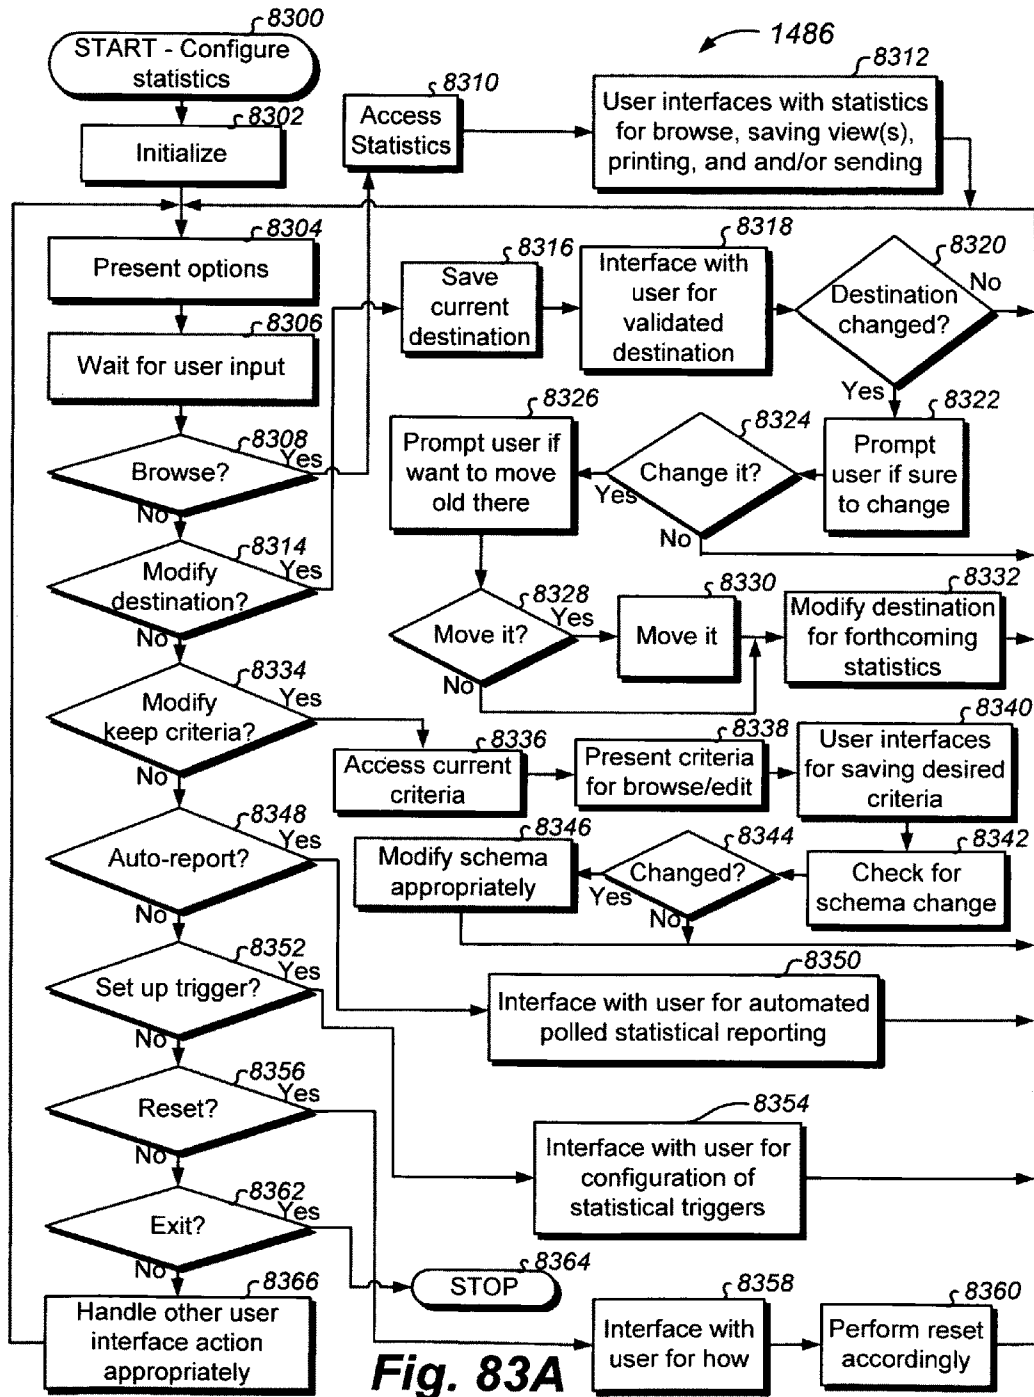 8300
START - Configure
statistics
1486
8302
Initialize
8310
Access
Statistics
8312
User interfaces with statistics
for browse, saving view(s),
printing, and and/or sending
8304
Present options
8306
Wait for user input
8316
Save
current
destination
8318
Interface with
user for
validated
destination
8320
Destination
changed?
No
Yes
8308
Browse?
Yes
No
8326
Prompt user if
want to move
old there
8324
Change it?
Yes
No
8322
Prompt
user if sure
to change
8314
Modify
destination?
Yes
No
8328
Move it?
Yes
No
8330
Move it
8332
Modify destination
for forthcoming
statistics
8334
Modify
keep criteria?
Yes
No
8336
Access current
criteria
8338
Present criteria
for browse/edit
8340
User interfaces
for saving desired
criteria
8348
Auto-report?
Yes
No
8346
Modify schema
appropriately
8344
Changed?
Yes
No
8342
Check for
schema change
8352
Set up trigger?
Yes
No
8350
Interface with user for automated
polled statistical reporting
8356
Reset?
Yes
No
8354
Interface with user for
configuration of
statistical triggers
8362
Exit?
Yes
No
8364
STOP
8366
Handle other user
interface action
appropriately
8358
Interface with
user for how
8360
Perform reset
accordingly
Fig. 83A